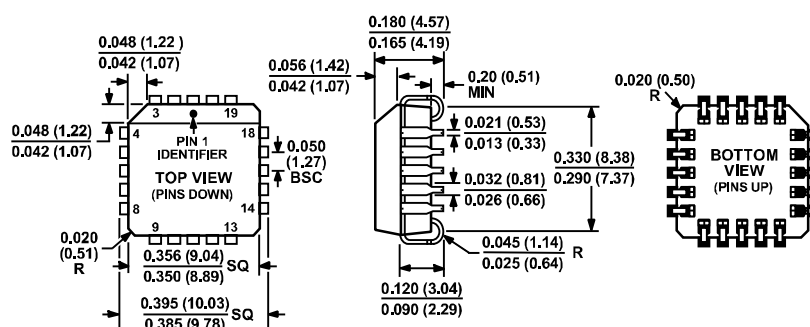 0.048 (1.22 )
0.042 (1.07)
0.048 (1.22)
0.042 (1.07)
3
19
4
18
PIN 1
IDENTIFIER
TOP VIEW
(PINS DOWN)
8
14
9
13
0.050
(1.27)
BSC
0.020
(0.51)
R
0.356 (9.04)
0.350 (8.89)
SQ
0.395 (10.03)
0.385 (9.78)
SQ
0.180 (4.57)
0.165 (4.19)
0.056 (1.42)
0.042 (1.07)
0.20 (0.51)
MIN
0.021 (0.53)
0.013 (0.33)
0.032 (0.81)
0.026 (0.66)
0.330 (8.38)
0.290 (7.37)
0.045 (1.14)
0.025 (0.64)
R
0.120 (3.04)
0.090 (2.29)
0.020 (0.50)
R
BOTTOM
VIEW
(PINS UP)